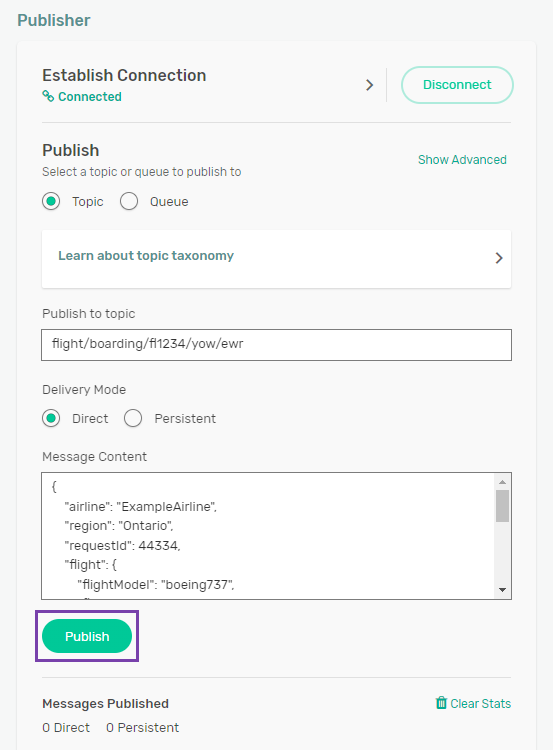 Publisher
Establish Connection
Connected
Disconnect
Publish
Select a topic or queue to publish to
Show Advanced
Topic
Queue
Learn about topic taxonomy
Publish to topic
flight/boarding/fl1234/yow/ewr
Delivery Mode
Direct
Persistent
Message Content
{
"airline": "ExampleAirline",
"region": "Ontario",
"requestId": 44334,
"flight": {
"flightModel": "boeing737",
Publish
Messages Published
Clear Stats
0 Direct
0 Persistent